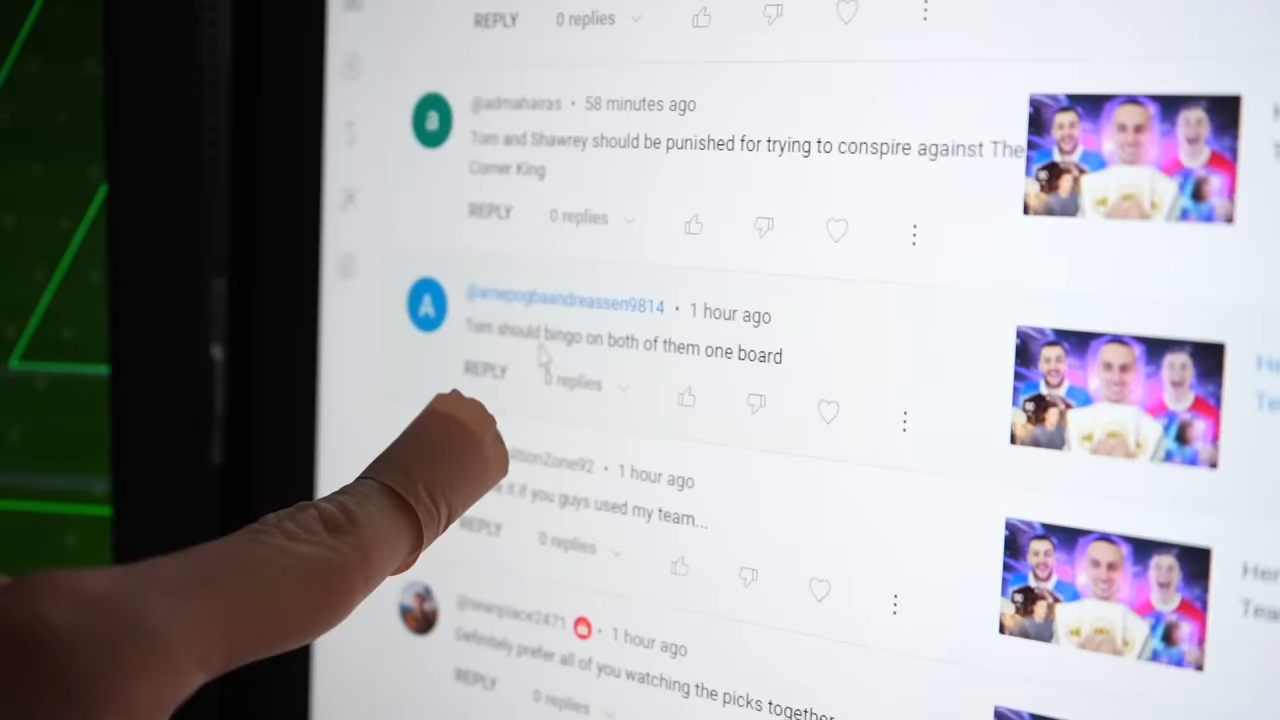 REPLY 0 replies
a @admahairas • 58 minutes ago
Tom and Shawrey should be punished for trying to conspire against The
Corner King
REPLY 0 replies
A @arnepogbaandreassen9814 • 1 hour ago
Tom should bingo on both of them one board
REPLY 0 replies
• 1 hour ago
it if you guys used my team...
REPLY 0 replies
• 1 hour ago
Definitely prefer all of you watching the picks together
REPLY 0 replies